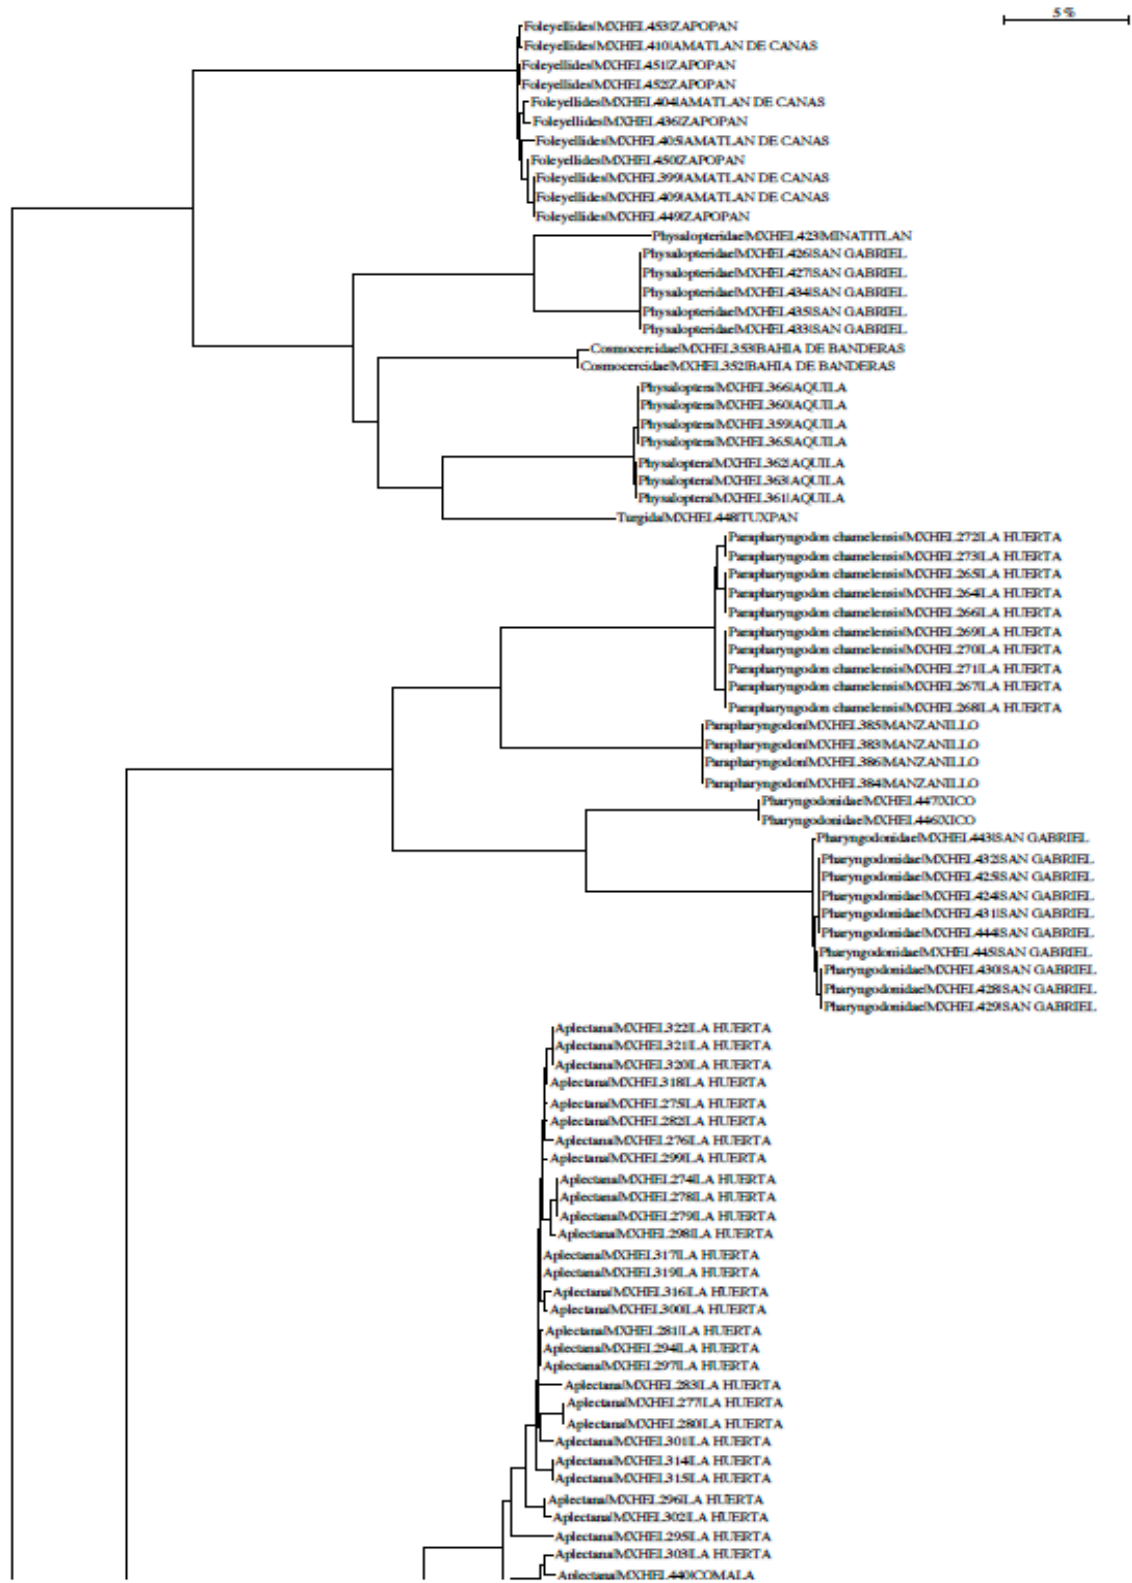 5 %
Foleyellides|MXHEL453|ZAPOPAN
Foleyellides|MXHEL410|AMATLAN DE CANAS
Foleyellides|MXHEL451|ZAPOPAN
Foleyellides|MXHEL452|ZAPOPAN
Foleyellides|MXHEL404|AMATLAN DE CANAS
Foleyellides|MXHEL436|ZAPOPAN
Foleyellides|MXHEL405|AMATLAN DE CANAS
Foleyellides|MXHEL450|ZAPOPAN
Foleyellides|MXHEL399|AMATLAN DE CANAS
Foleyellides|MXHEL409|AMATLAN DE CANAS
Foleyellides|MXHEL449|ZAPOPAN
Physalopteridae|MXHEL423|MINATITLAN
Physalopteridae|MXHEL426|SAN GABRIEL
Physalopteridae|MXHEL427|SAN GABRIEL
Physalopteridae|MXHEL434|SAN GABRIEL
Physalopteridae|MXHEL435|SAN GABRIEL
Physalopteridae|MXHEL433|SAN GABRIEL
Cosmocercidae|MXHEL353|BAHIA DE BANDERAS
Cosmocercidae|MXHEL352|BAHIA DE BANDERAS
Physaloptera|MXHEL366|AQUILA
Physaloptera|MXHEL360|AQUILA
Physaloptera|MXHEL359|AQUILA
Physaloptera|MXHEL365|AQUILA
Physaloptera|MXHEL362|AQUILA
Physaloptera|MXHEL363|AQUILA
Physaloptera|MXHEL361|AQUILA
Turgida|MXHEL448|TUXPAN
Parapharyngodon chamelensis|MXHEL272|LA HUERTA
Parapharyngodon chamelensis|MXHEL273|LA HUERTA
Parapharyngodon chamelensis|MXHEL265|LA HUERTA
Parapharyngodon chamelensis|MXHEL264|LA HUERTA
Parapharyngodon chamelensis|MXHEL266|LA HUERTA
Parapharyngodon chamelensis|MXHEL269|LA HUERTA
Parapharyngodon chamelensis|MXHEL270|LA HUERTA
Parapharyngodon chamelensis|MXHEL271|LA HUERTA
Parapharyngodon chamelensis|MXHEL267|LA HUERTA
Parapharyngodon chamelensis|MXHEL268|LA HUERTA
Parapharyngodon|MXHEL385|MANZANILLO
Parapharyngodon|MXHEL383|MANZANILLO
Parapharyngodon|MXHEL386|MANZANILLO
Parapharyngodon|MXHEL384|MANZANILLO
Pharyngodonidae|MXHEL447|XICO
Pharyngodonidae|MXHEL446|XICO
Pharyngodonidae|MXHEL443|SAN GABRIEL
Pharyngodonidae|MXHEL432|SAN GABRIEL
Pharyngodonidae|MXHEL425|SAN GABRIEL
Pharyngodonidae|MXHEL424|SAN GABRIEL
Pharyngodonidae|MXHEL431|SAN GABRIEL
Pharyngodonidae|MXHEL444|SAN GABRIEL
Pharyngodonidae|MXHEL445|SAN GABRIEL
Pharyngodonidae|MXHEL430|SAN GABRIEL
Pharyngodonidae|MXHEL428|SAN GABRIEL
Pharyngodonidae|MXHEL429|SAN GABRIEL
Aplectana|MXHEL322|LA HUERTA
Aplectana|MXHEL321|LA HUERTA
Aplectana|MXHEL320|LA HUERTA
Aplectana|MXHEL318|LA HUERTA
Aplectana|MXHEL275|LA HUERTA
Aplectana|MXHEL282|LA HUERTA
Aplectana|MXHEL276|LA HUERTA
Aplectana|MXHEL299|LA HUERTA
Aplectana|MXHEL274|LA HUERTA
Aplectana|MXHEL278|LA HUERTA
Aplectana|MXHEL279|LA HUERTA
Aplectana|MXHEL298|LA HUERTA
Aplectana|MXHEL317|LA HUERTA
Aplectana|MXHEL319|LA HUERTA
Aplectana|MXHEL316|LA HUERTA
Aplectana|MXHEL300|LA HUERTA
Aplectana|MXHEL281|LA HUERTA
Aplectana|MXHEL294|LA HUERTA
Aplectana|MXHEL297|LA HUERTA
Aplectana|MXHEL283|LA HUERTA
Aplectana|MXHEL277|LA HUERTA
Aplectana|MXHEL280|LA HUERTA
Aplectana|MXHEL301|LA HUERTA
Aplectana|MXHEL314|LA HUERTA
Aplectana|MXHEL315|LA HUERTA
Aplectana|MXHEL296|LA HUERTA
Aplectana|MXHEL302|LA HUERTA
Aplectana|MXHEL295|LA HUERTA
Aplectana|MXHEL303|LA HUERTA
Aplectana|MXHEL440|COMALA